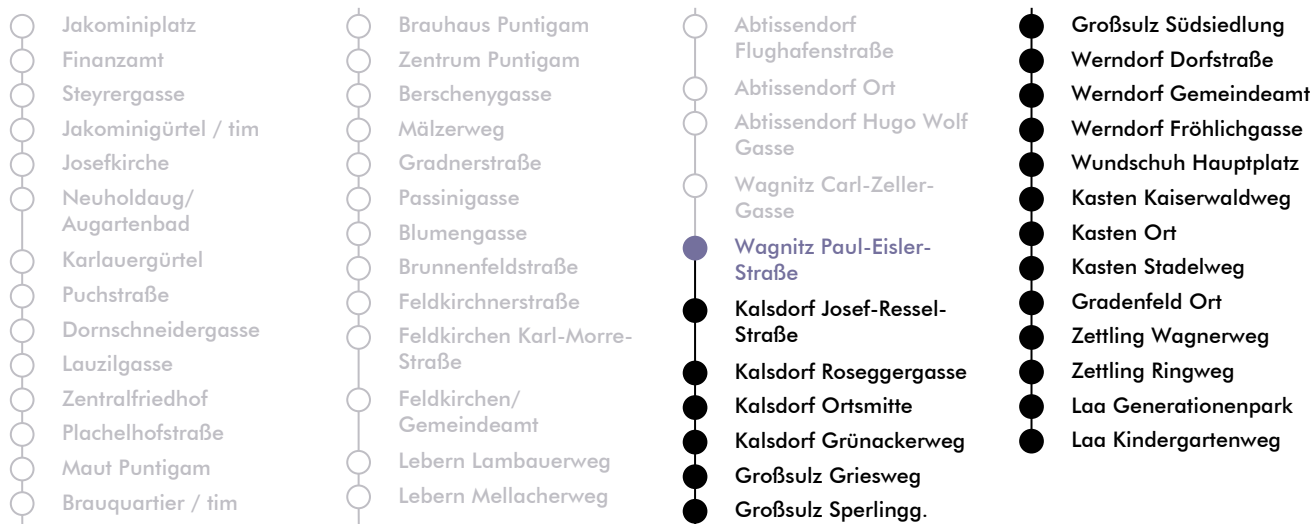 Jakominiplatz
Finanzamt
Steyrergasse
Jakominigürtel / tim
Josefkirche
Neuholdaug/
Augartenbad
Karlauergürtel
Puchstraße
Dornschneidergasse
Lauzilgasse
Zentralfriedhof
Plachelhofstraße
Maut Puntigam
Brauquartier / tim
Brauhaus Puntigam
Zentrum Puntigam
Berschenygasse
Mälzerweg
Gradnerstraße
Passinigasse
Blumengasse
Brunnenfeldstraße
Feldkirchnerstraße
Feldkirchen Karl-Morre-
Straße
Feldkirchen/
Gemeindeamt
Lebern Lambauerweg
Lebern Mellacherweg
Abtissendorf
Flughafenstraße
Abtissendorf Ort
Abtissendorf Hugo Wolf
Gasse
Wagnitz Carl-Zeller-
Gasse
Wagnitz Paul-Eisler-
Straße
Kalsdorf Josef-Ressel-
Straße
Kalsdorf Roseggergasse
Kalsdorf Ortsmitte
Kalsdorf Grünackerweg
Großsulz Griesweg
Großsulz Sperlingg.
Großsulz Südsiedlung
Werndorf Dorfstraße
Werndorf Gemeindeamt
Werndorf Fröhlichgasse
Wundschuh Hauptplatz
Kasten Kaiserwaldweg
Kasten Ort
Kasten Stadelweg
Gradenfeld Ort
Zettling Wagnerweg
Zettling Ringweg
Laa Generationenpark
Laa Kindergartenweg